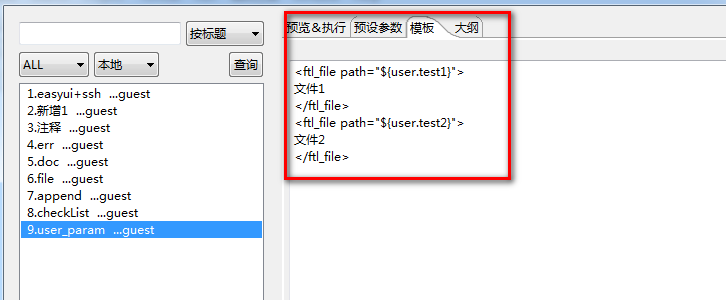 按标题
ALL
本地
查询
1.easyui+ssh ...guest
2.新增1 ...guest
3.注释 ...guest
4.err ...guest
5.doc ...guest
6.file ...guest
7.append ...guest
8.checkList ...guest
9.user_param ...guest
预览&执行 预设参数 模板 大纲
<ftl_file path="${user.test1}">
文件1
</ftl_file>
<ftl_file path="${user.test2}">
文件2
</ftl_file>